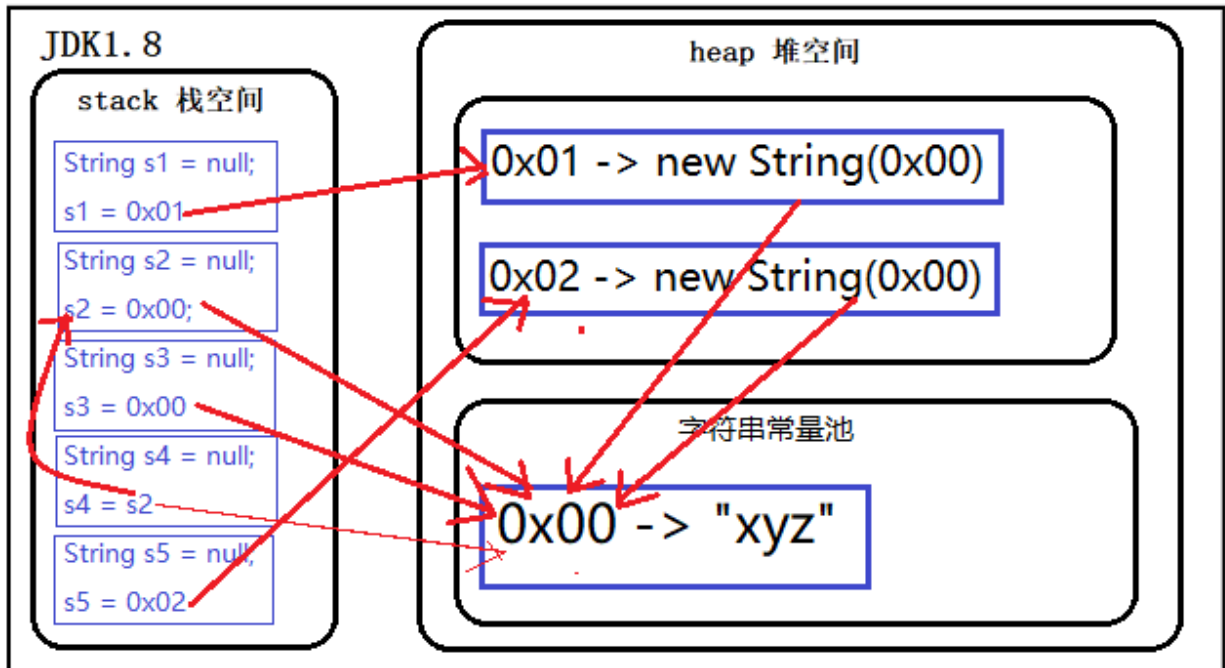 JDK1.8
stack 栈空间
String s1 = null;
s1 = 0x01
String s2 = null;
s2 = 0x00;
String s3 = null;
s3 = 0x00
String s4 = null;
s4 = s2
String s5 = null;
s5 = 0x02
heap 堆空间
0x01 -> new String(0x00)
0x02 -> new String(0x00)
字符串常量池
0x00 -> "xyz"